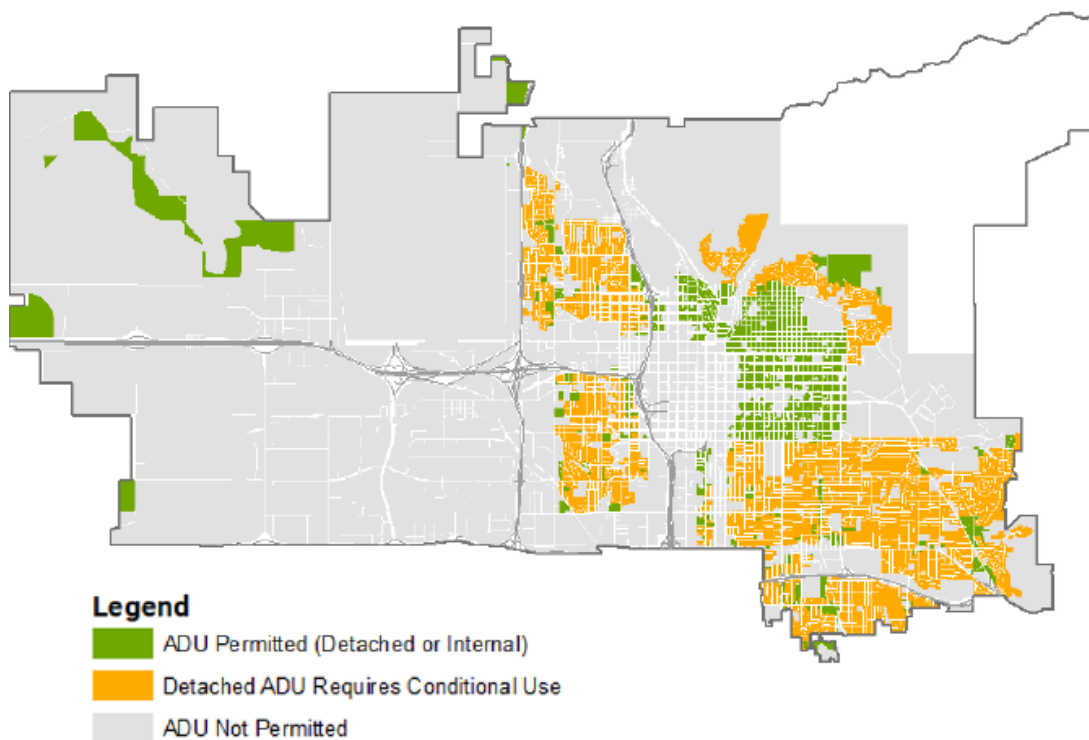 Legend
ADU Permitted (Detached or Internal)
Detached ADU Requires Conditional Use
ADU Not Permitted